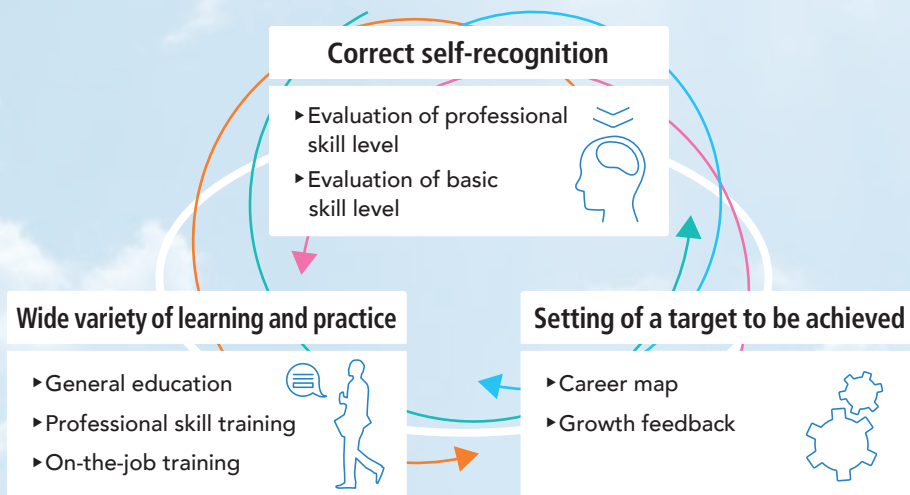 Correct self-recognition
▸Evaluation of professional
skill level
▸Evaluation of basic
skill level
Wide variety of learning and practice
▸General education
▸Professional skill training
▸On-the-job training
Setting of a target to be achieved
▸Career map
▸Growth feedback